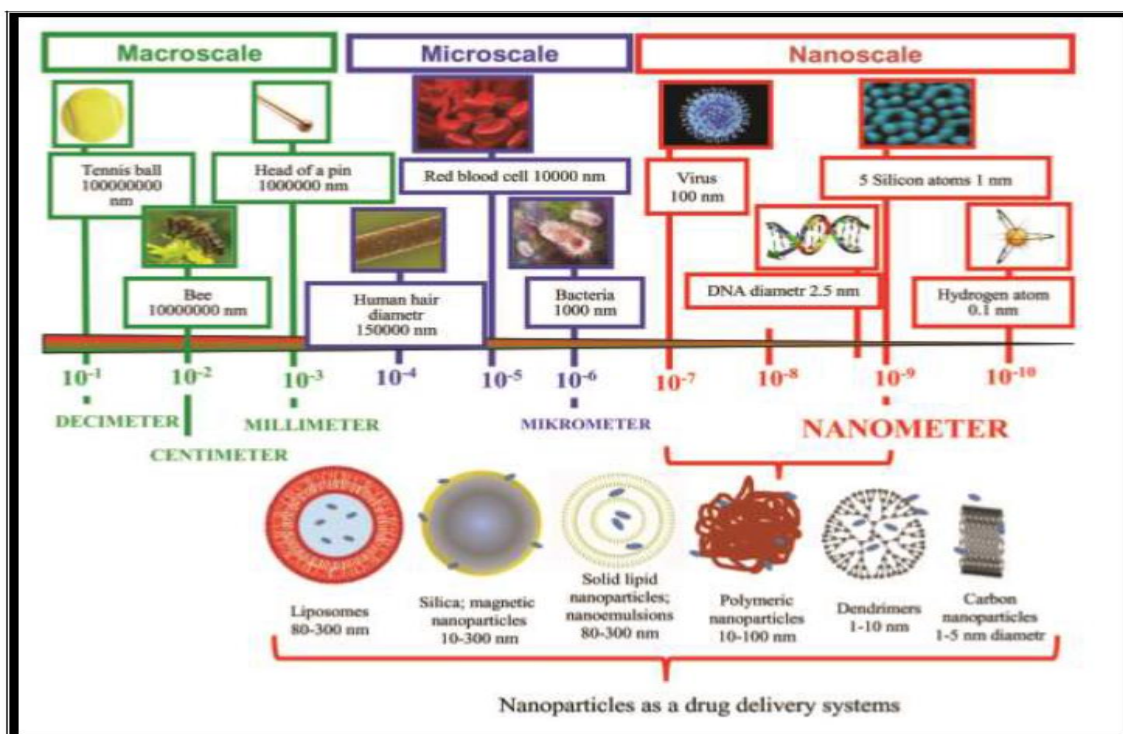 Macroscale
Microscale
Nanoscale
Tennis ball
100000000
nm
Head of a pin
1000000 nm
Red blood cell 10000 nm
Virus
100 nm
5 Silicon atoms 1 nm
Bee
10000000 nm
Human hair
diametr
150000 nm
Bacteria
1000 nm
DNA diametr 2.5 nm
Hydrogen atom
0.1 nm
10-1
10-2
10-3
10-4
10-5
10-6
10-7
10-8
10-9
10-10
DECIMETER
CENTIMETER
MILLIMETER
MIKROMETER
NANOMETER
Liposomes
80-300 nm
Silica; magnetic
nanoparticles
10-300 nm
Solid lipid
nanoparticles;
nanoemulsions
80-300 nm
Polymeric
nanoparticles
10-100 nm
Dendrimers
1-10 nm
Carbon
nanoparticles
1-5 nm diametr
Nanoparticles as a drug delivery systems